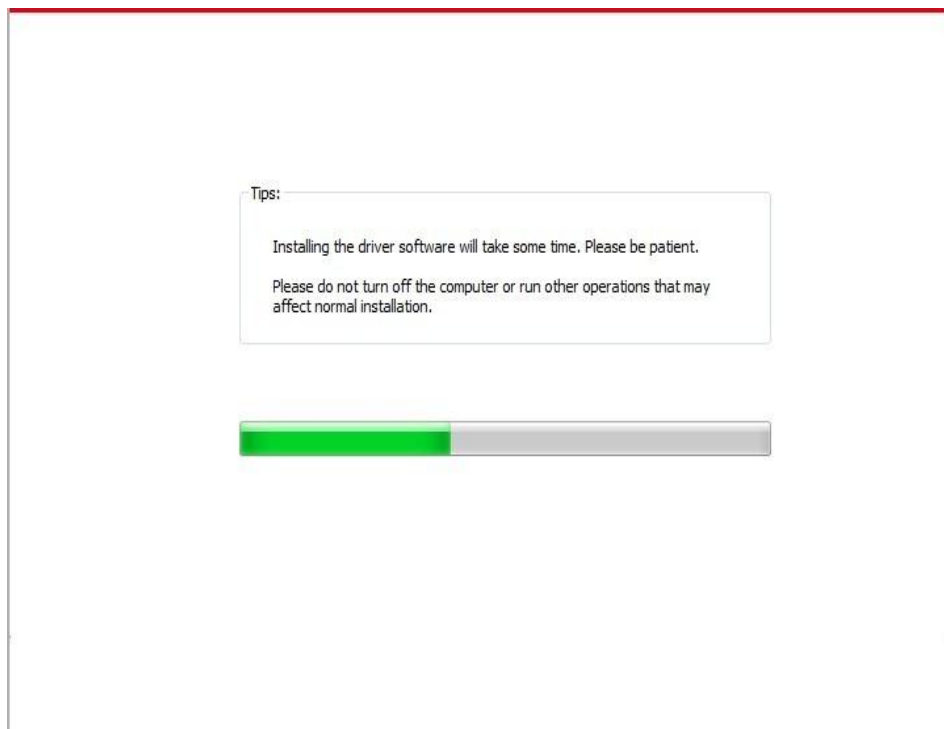 Tips:
Installing the driver software will take some time. Please be patient.
Please do not turn off the computer or run other operations that may
affect normal installation.